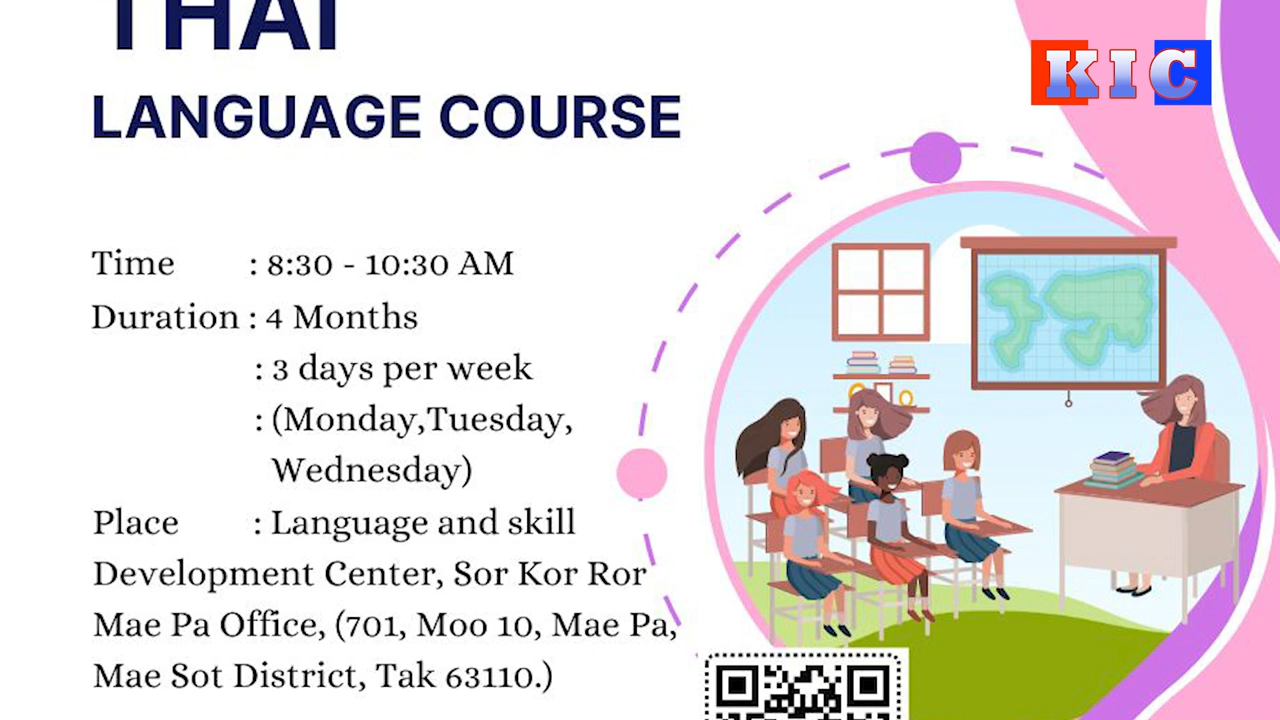 THAI
LANGUAGE COURSE
KIC
Time : 8:30 - 10:30 AM
Duration : 4 Months
: 3 days per week
: (Monday,Tuesday,
Wednesday)
Place : Language and skill
Development Center, Sor Kor Ror
Mae Pa Office, (701, Moo 10, Mae Pa,
Mae Sot District, Tak 63110.)